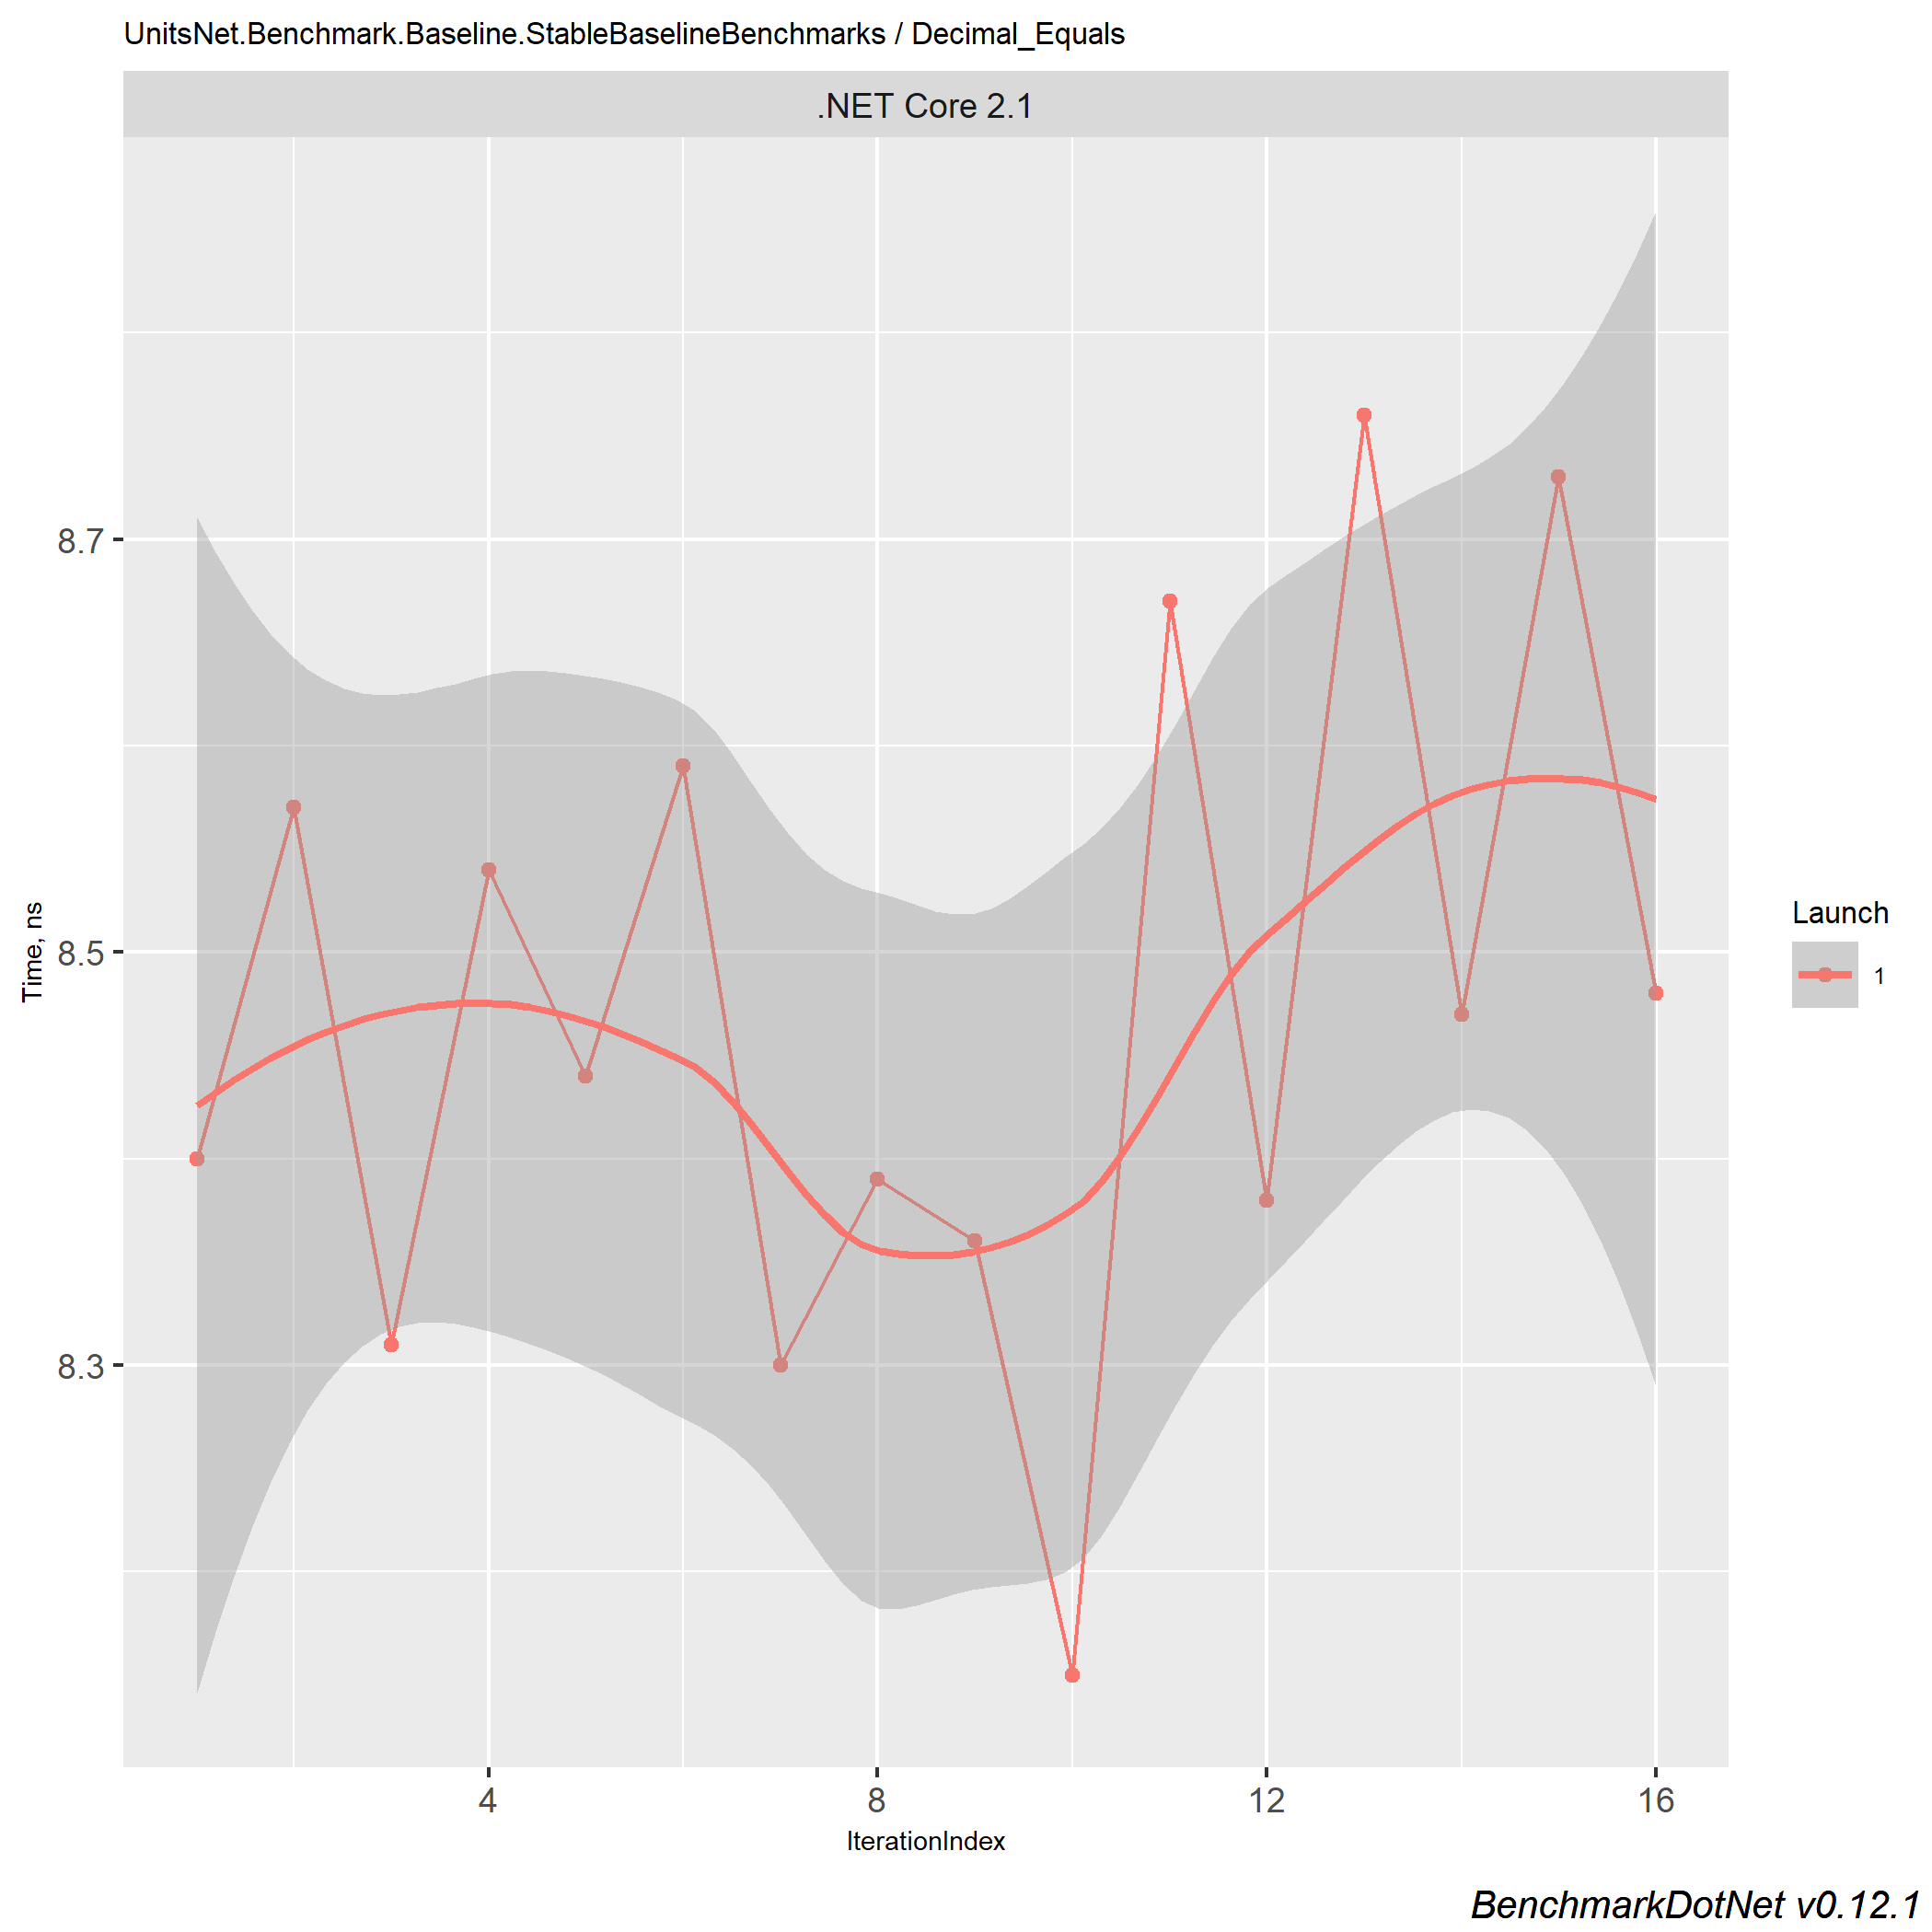 UnitsNet.Benchmark.Baseline.StableBaselineBenchmarks / Decimal_Equals
.NET Core 2.1
8.7
8.5
8.3
Time, ns
4 8 12 16
IterationIndex
Launch
1
BenchmarkDotNet v0.12.1